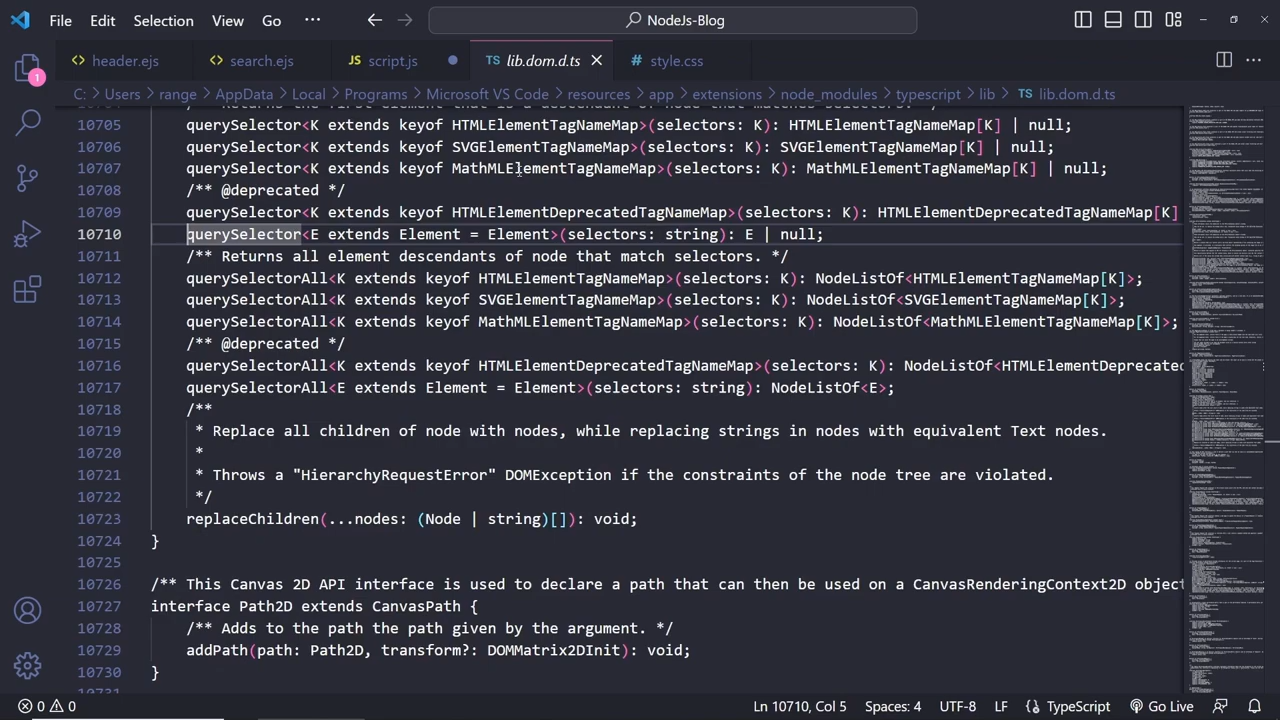 File Edit Selection View Go ··· NodeJs-Blog
header.ejs search.ejs JS script.js TS lib.dom.d.ts # style.css
C: › Users › range › AppData › Local › Programs › Microsoft VS Code › resources › app › extensions › node_modules › typescript › lib › TS lib.dom.d.ts
10705 querySelector<K extends keyof HTMLElementTagNameMap>(selectors: K): HTMLElementTagNameMap[K] | null;
10706 querySelector<K extends keyof SVGElementTagNameMap>(selectors: K): SVGElementTagNameMap[K] | null;
10707 querySelector<K extends keyof MathMLElementTagNameMap>(selectors: K): MathMLElementTagNameMap[K] | null;
10708 /** @deprecated */
10709 querySelector<K extends keyof HTMLElementDeprecatedTagNameMap>(selectors: K): HTMLElementDeprecatedTagNameMap[K]
10710 querySelector<E extends Element = Element>(selectors: string): E | null;
10711 /** Returns all element descendants of node that match selectors. */
10712 querySelectorAll<K extends keyof HTMLElementTagNameMap>(selectors: K): NodeListOf<HTMLElementTagNameMap[K]>;
10713 querySelectorAll<K extends keyof SVGElementTagNameMap>(selectors: K): NodeListOf<SVGElementTagNameMap[K]>;
10714 querySelectorAll<K extends keyof MathMLElementTagNameMap>(selectors: K): NodeListOf<MathMLElementTagNameMap[K]>;
10715 /** @deprecated */
10716 querySelectorAll<K extends keyof HTMLElementDeprecatedTagNameMap>(selectors: K): NodeListOf<HTMLElementDeprecated
10717 querySelectorAll<E extends Element = Element>(selectors: string): NodeListOf<E>;
10718 /**
10719 * Replace all children of node with nodes, while replacing strings in nodes with equivalent Text nodes.
10720 *
10721 * Throws a "HierarchyRequestError" DOMException if the constraints of the node tree are violated.
10722 */
10723 replaceChildren(...nodes: (Node | string)[]): void;
10724 }
10725
10726 /** This Canvas 2D API interface is used to declare a path that can then be used on a CanvasRenderingContext2D object
10727 interface Path2D extends CanvasPath {
10728 /** Adds to the path the path given by the argument. */
10729 addPath(path: Path2D, transform?: DOMMatrix2DInit): void;
10730 }
10731
0 0 Ln 10710, Col 5 Spaces: 4 UTF-8 LF TypeScript Go Live
1